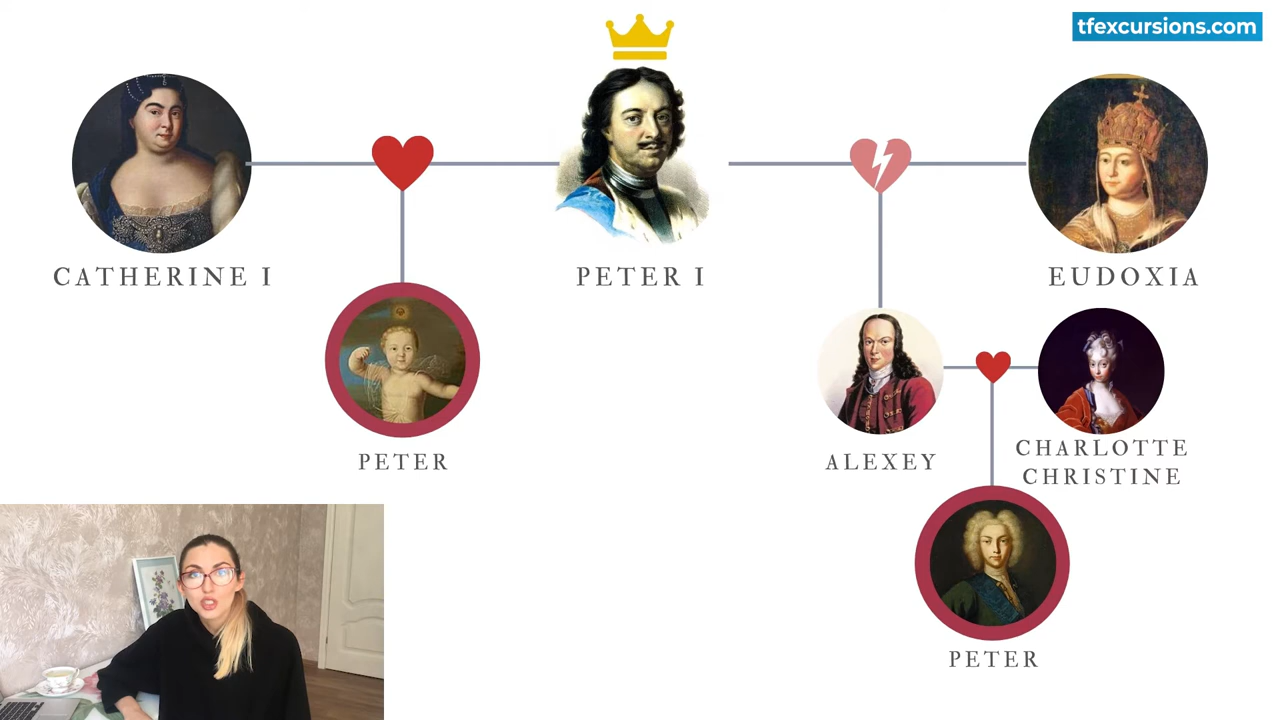 tfexcursions.com
CATHERINE I
PETER I
EUDOXIA
PETER
ALEXEY
CHARLOTTE
CHRISTINE
PETER